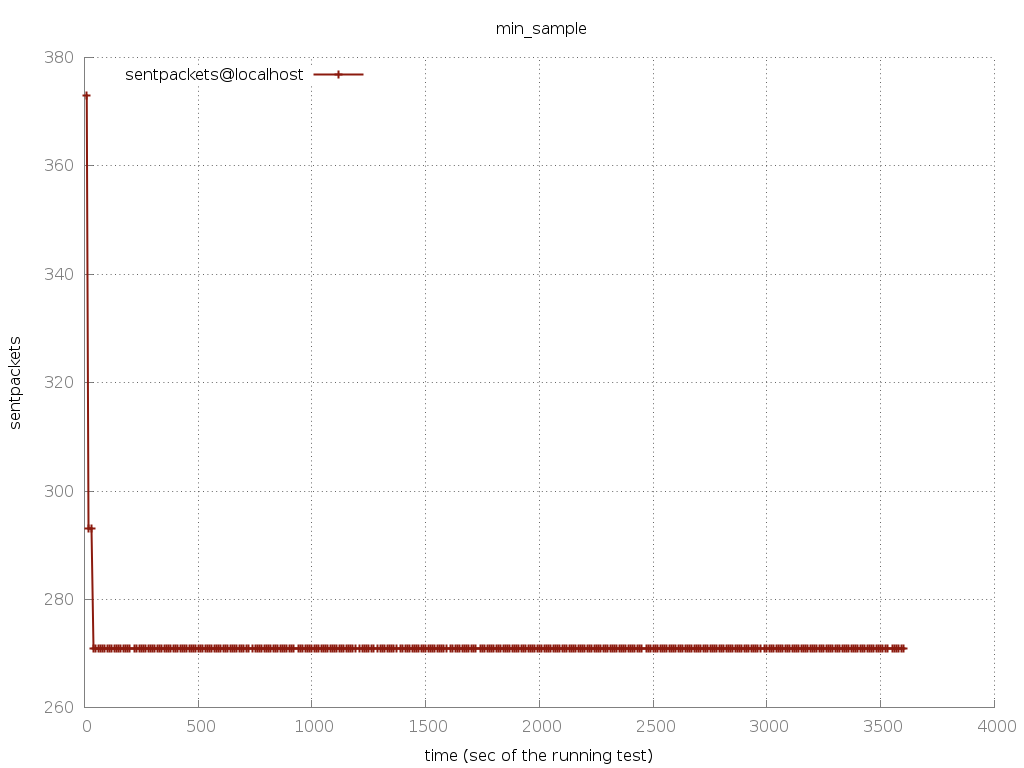 min_sample
380
sentpackets@localhost
360
340
320
sentpackets
300
280
260
0 500 1000 1500 2000 2500 3000 3500 4000
time (sec of the running test)